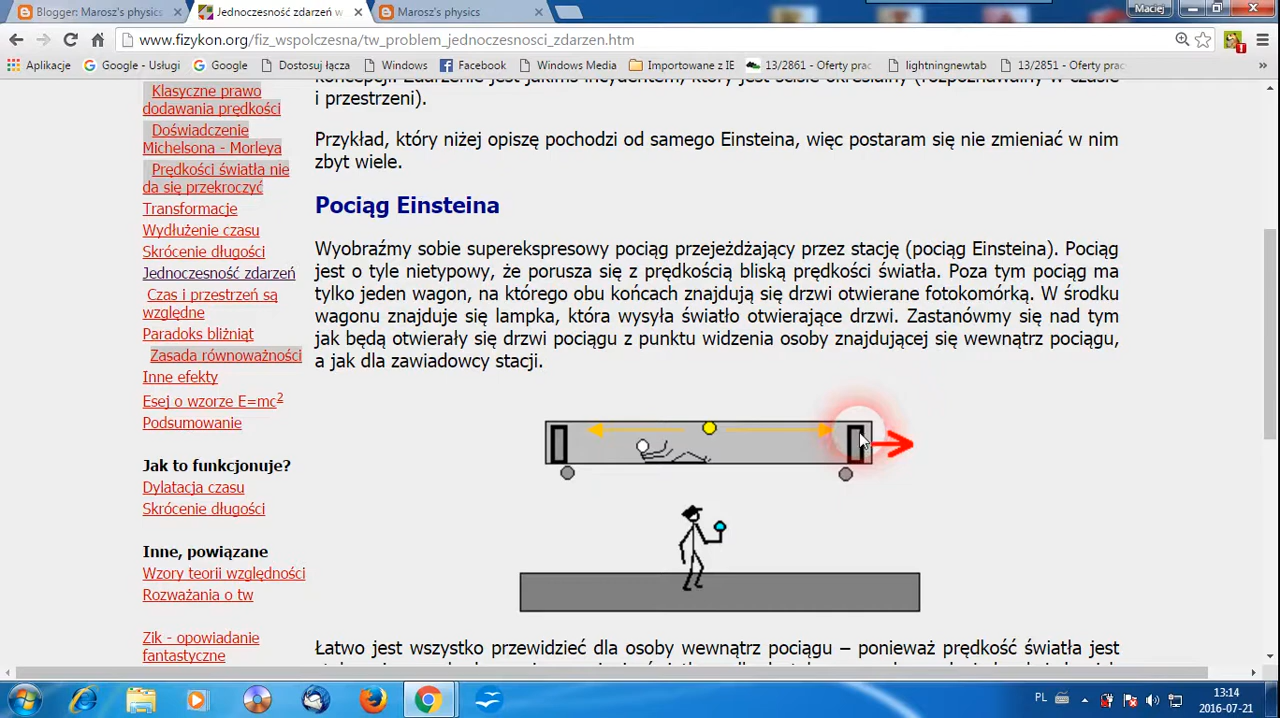 Blogger: Marosz's physics
Jednoczesność zdarzeń w
Marosz's physics
Maciej
www.fizykon.org/fiz_wspolczesna/tw_problem_jednoczesnosci_zdarzen.htm
Aplikacje
Google - Usługi
Google
Dostosuj łącza
Windows
Facebook
Windows Media
Importowane z IE
13/2861 - Oferty prac
lightningnewtab
13/2851 - Oferty prac
»
Klasyczne prawo
dodawania prędkości
Doświadczenie
Michelsona - Morleya
Prędkości światła nie
da się przekroczyć
Transformacje
Wydłużenie czasu
Skrócenie długości
Jednoczesność zdarzeń
Czas i przestrzeń są
względne
Paradoks bliźniąt
Zasada równoważności
Inne efekty
Esej o wzorze E=mc2
Podsumowanie
Jak to funkcjonuje?
Dylatacja czasu
Skrócenie długości
Inne, powiązane
Wzory teorii względności
Rozważania o tw
Zik - opowiadanie
fantastyczne
i przestrzeni).
Przykład, który niżej opiszę pochodzi od samego Einsteina, więc postaram się nie zmieniać w nim
zbyt wiele.
Pociąg Einsteina
Wyobraźmy sobie superekspresowy pociąg przejeżdżający przez stację (pociąg Einsteina). Pociąg
jest o tyle nietypowy, że porusza się z prędkością bliską prędkości światła. Poza tym pociąg ma
tylko jeden wagon, na którego obu końcach znajdują się drzwi otwierane fotokomórką. W środku
wagonu znajduje się lampka, która wysyła światło otwierające drzwi. Zastanówmy się nad tym
jak będą otwierały się drzwi pociągu z punktu widzenia osoby znajdującej się wewnątrz pociągu,
a jak dla zawiadowcy stacji.
Łatwo jest wszystko przewidzieć dla osoby wewnątrz pociągu – ponieważ prędkość światła jest
PL
13:14
2016-07-21